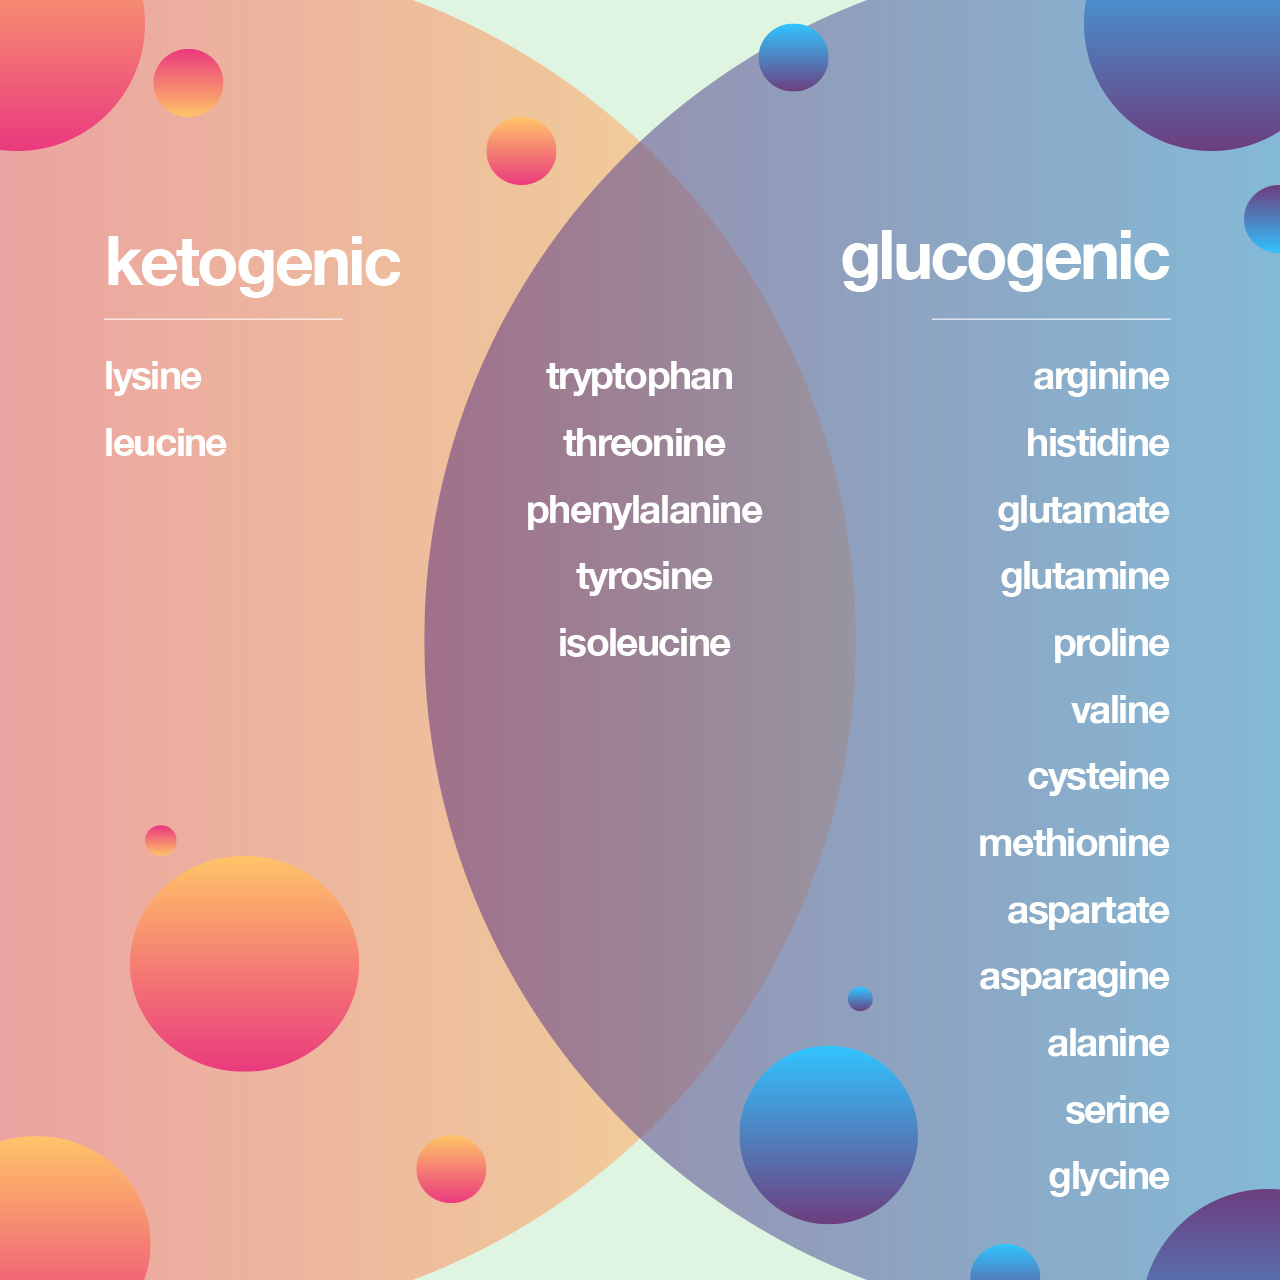 ketogenic
lysine
leucine
tryptophan
threonine
phenylalanine
tyrosine
isoleucine
glucogenic
arginine
histidine
glutamate
glutamine
proline
valine
cysteine
methionine
aspartate
asparagine
alanine
serine
glycine